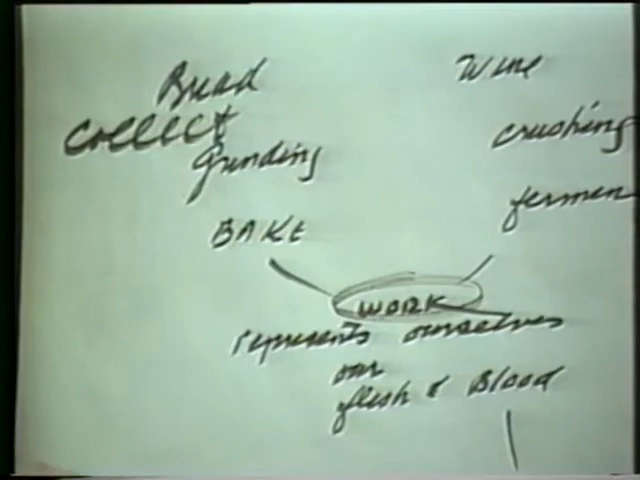 Bread Wine
Collect
crushing
Grinding
fermen
BAKE
WORK
represents ourselves
our
flesh & Blood